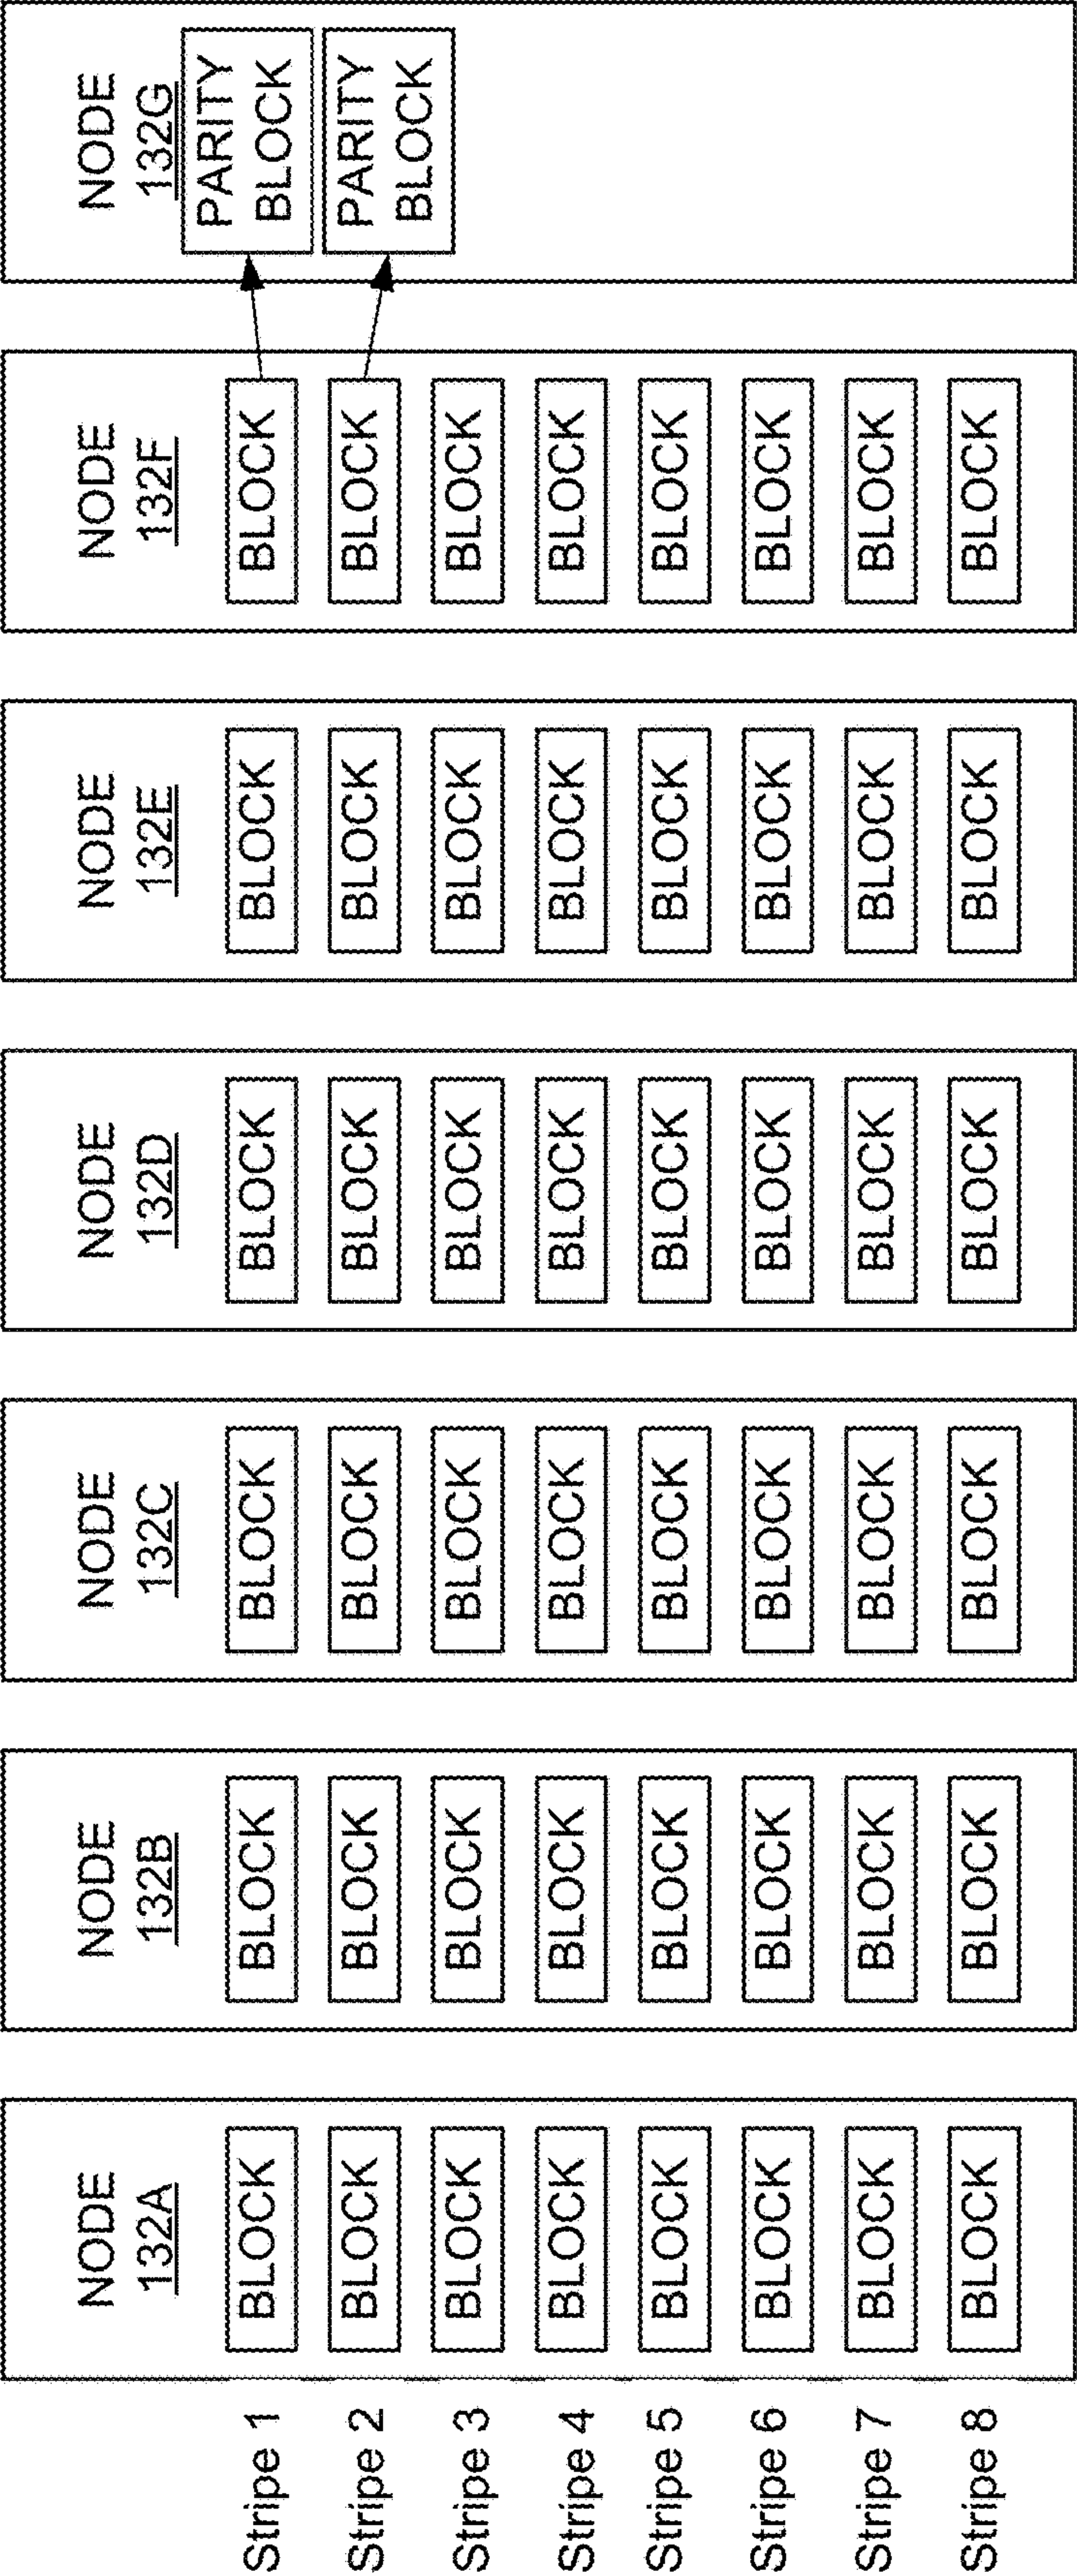 NODE
132A
NODE
132B
NODE
132C
NODE
132D
NODE
132E
NODE
132F
NODE
132G
Stripe 1
BLOCK
BLOCK
BLOCK
BLOCK
BLOCK
BLOCK
PARITY
BLOCK
Stripe 2
BLOCK
BLOCK
BLOCK
BLOCK
BLOCK
BLOCK
PARITY
BLOCK
Stripe 3
BLOCK
BLOCK
BLOCK
BLOCK
BLOCK
BLOCK
Stripe 4
BLOCK
BLOCK
BLOCK
BLOCK
BLOCK
BLOCK
Stripe 5
BLOCK
BLOCK
BLOCK
BLOCK
BLOCK
BLOCK
Stripe 6
BLOCK
BLOCK
BLOCK
BLOCK
BLOCK
BLOCK
Stripe 7
BLOCK
BLOCK
BLOCK
BLOCK
BLOCK
BLOCK
Stripe 8
BLOCK
BLOCK
BLOCK
BLOCK
BLOCK
BLOCK